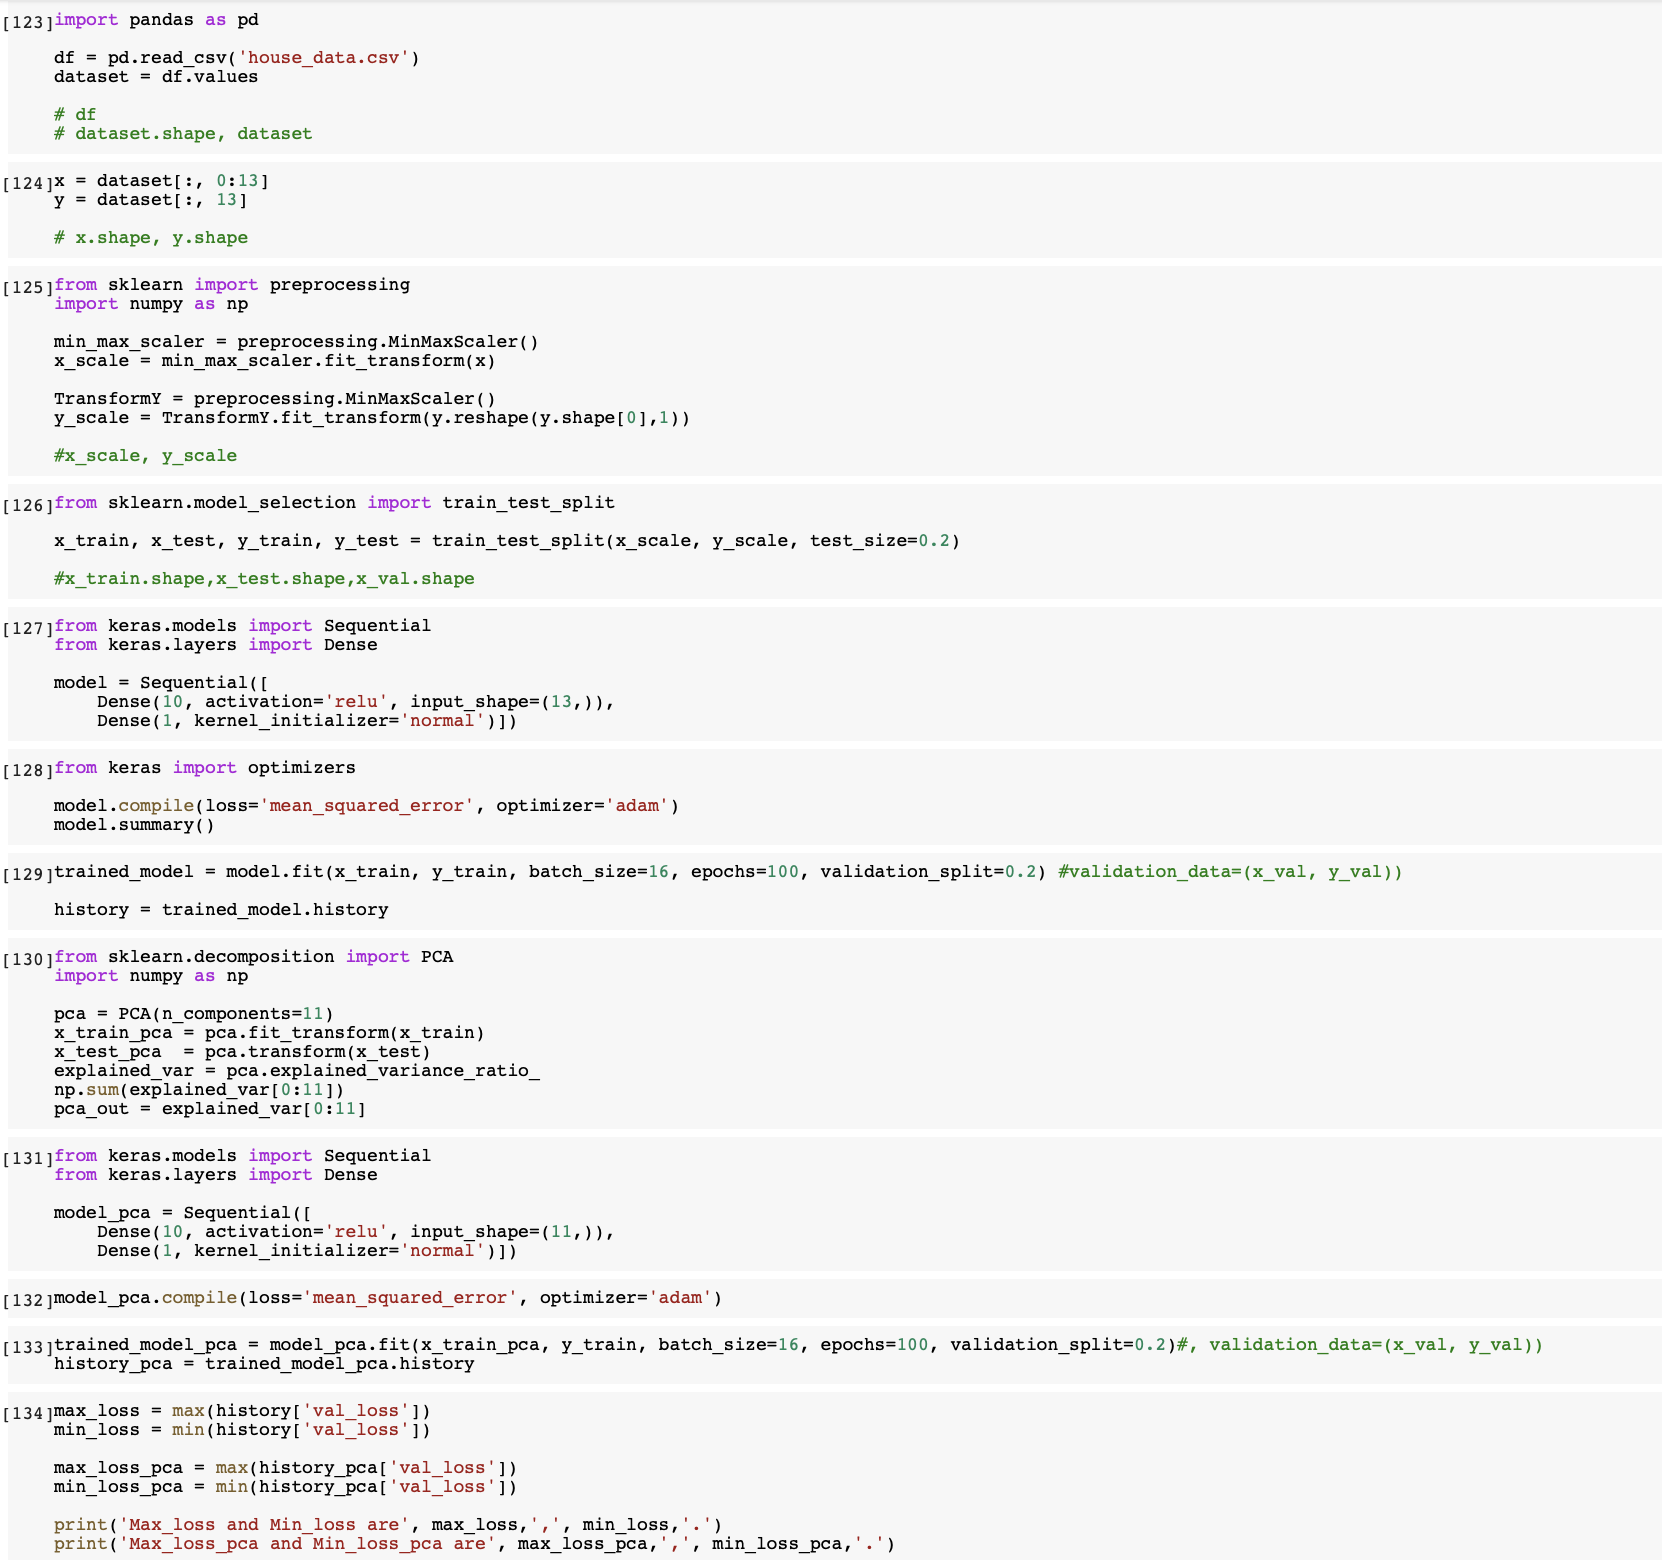 [123]import pandas as pd
df = pd.read_csv('house_data.csv')
dataset = df.values
# df
# dataset.shape, dataset
[124]x = dataset[:, 0:13]
y = dataset[:, 13]
# x.shape, y.shape
[125]from sklearn import preprocessing
import numpy as np
min_max_scaler = preprocessing.MinMaxScaler()
x_scale = min_max_scaler.fit_transform(x)
TransformY = preprocessing.MinMaxScaler()
y_scale = TransformY.fit_transform(y.reshape(y.shape[0],1))
#x_scale, y_scale
[126]from sklearn.model_selection import train_test_split
x_train, x_test, y_train, y_test = train_test_split(x_scale, y_scale, test_size=0.2)
#x_train.shape,x_test.shape,x_val.shape
[127]from keras.models import Sequential
from keras.layers import Dense
model = Sequential([
    Dense(10, activation='relu', input_shape=(13,)),
    Dense(1, kernel_initializer='normal')])
[128]from keras import optimizers
model.compile(loss='mean_squared_error', optimizer='adam')
model.summary()
[129]trained_model = model.fit(x_train, y_train, batch_size=16, epochs=100, validation_split=0.2) #validation_data=(x_val, y_val))
history = trained_model.history
[130]from sklearn.decomposition import PCA
import numpy as np
pca = PCA(n_components=11)
x_train_pca = pca.fit_transform(x_train)
x_test_pca  = pca.transform(x_test)
explained_var = pca.explained_variance_ratio_
np.sum(explained_var[0:11])
pca_out = explained_var[0:11]
[131]from keras.models import Sequential
from keras.layers import Dense
model_pca = Sequential([
    Dense(10, activation='relu', input_shape=(11,)),
    Dense(1, kernel_initializer='normal')])
[132]model_pca.compile(loss='mean_squared_error', optimizer='adam')
[133]trained_model_pca = model_pca.fit(x_train_pca, y_train, batch_size=16, epochs=100, validation_split=0.2)#, validation_data=(x_val, y_val))
history_pca = trained_model_pca.history
[134]max_loss = max(history['val_loss'])
min_loss = min(history['val_loss'])
max_loss_pca = max(history_pca['val_loss'])
min_loss_pca = min(history_pca['val_loss'])
print('Max_loss and Min_loss are', max_loss,',', min_loss,'.')
print('Max_loss_pca and Min_loss_pca are', max_loss_pca,',', min_loss_pca,'.')